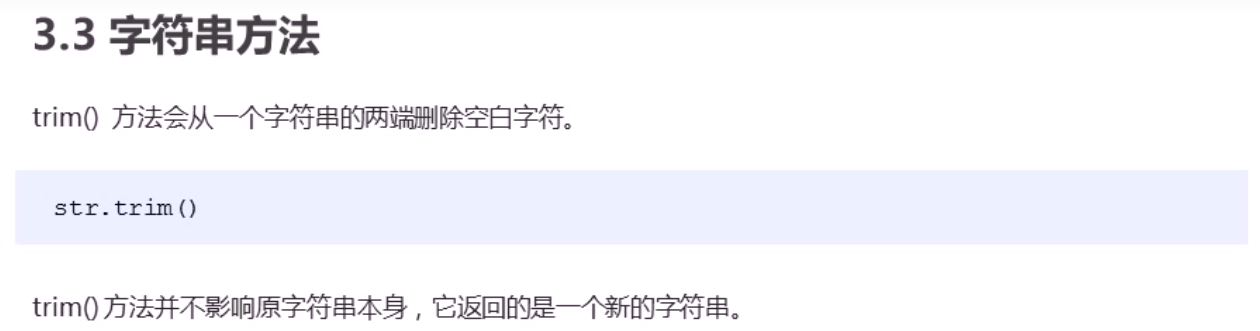 3.3 字符串方法
trim() 方法会从一个字符串的两端删除空白字符。
str.trim()
trim()方法并不影响原字符串本身，它返回的是一个新的字符串。